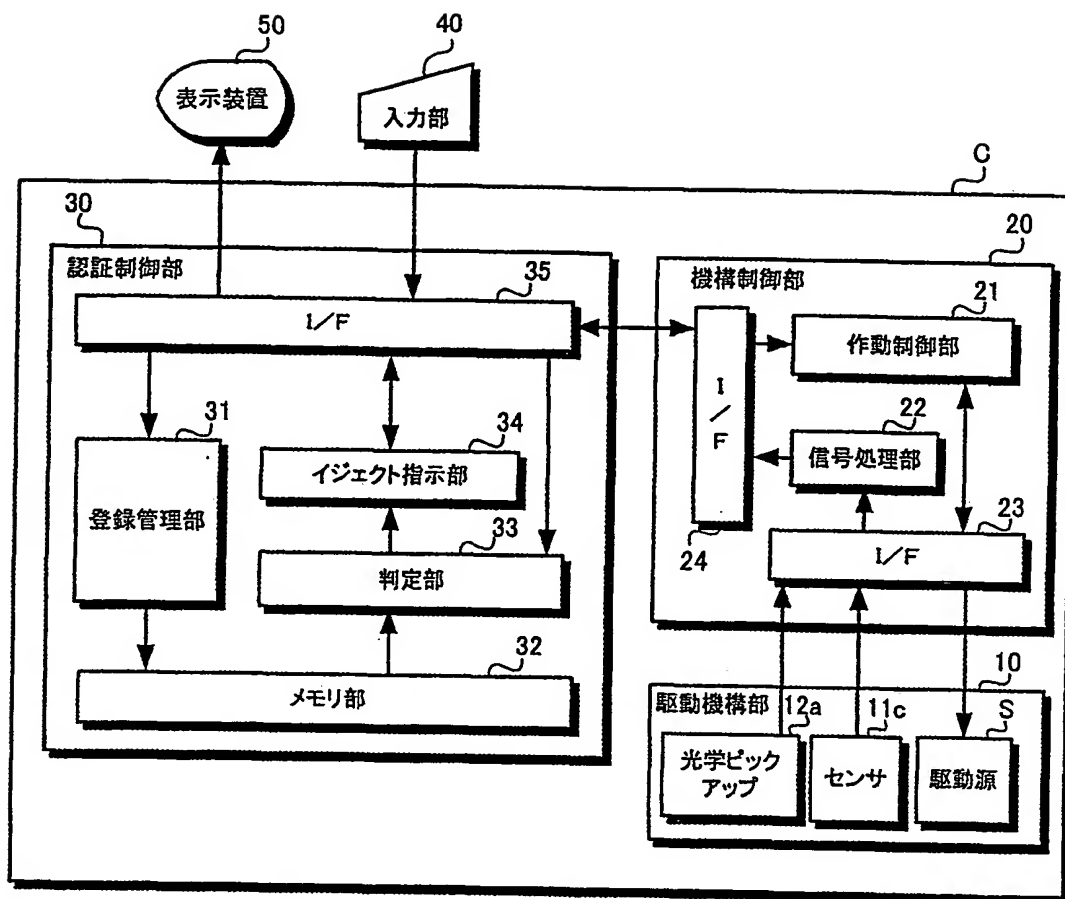 50
40
表示装置
入力部
C
30
20
認証制御部
35
機構制御部
21
I/F
作動制御部
I/F
31
34
22
イジェクト指示部
信号処理部
登録管理部
33
24
23
判定部
I/F
32
メモリ部
10
駆動機構部
12a
11c
S
光学ピック
アップ
センサ
駆動源